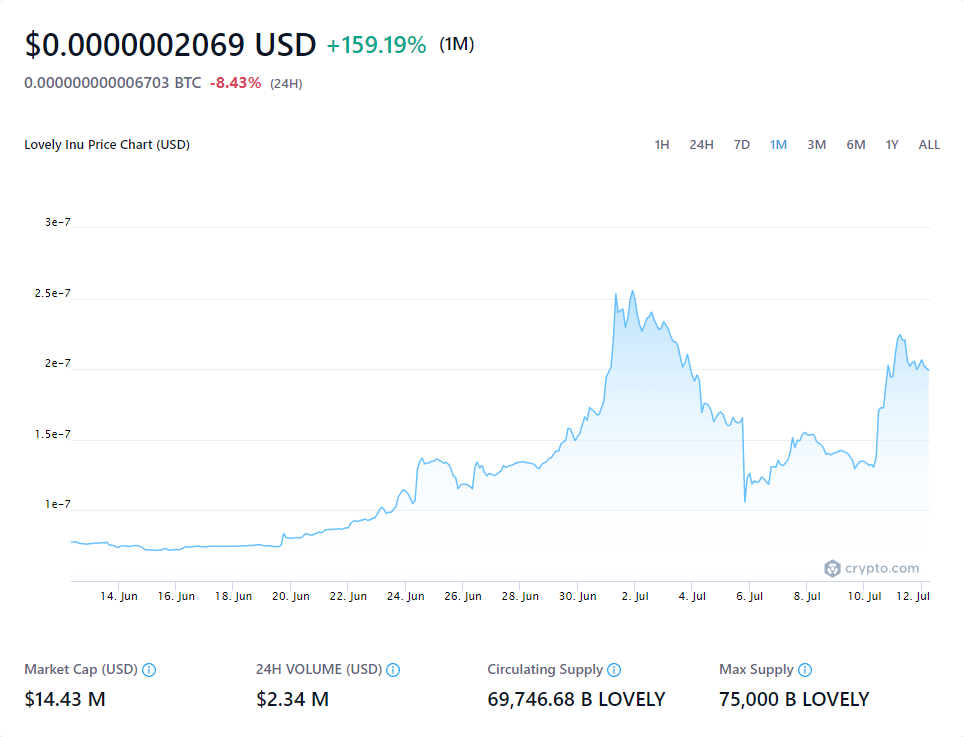 $0.0000002069 USD +159.19% (1M)
0.000000000006703 BTC -8.43% (24H)
Lovely Inu Price Chart (USD)
1H 24H 7D 1M 3M 6M 1Y ALL
3e-7
2.5e-7
2e-7
1.5e-7
1e-7
crypto.com
14. Jun 16. Jun 18. Jun 20. Jun 22. Jun 24. Jun 26. Jun 28. Jun 30. Jun 2. Jul 4. Jul 6. Jul 8. Jul 10. Jul 12. Jul
Market Cap (USD) 24H VOLUME (USD) Circulating Supply Max Supply
$14.43 M $2.34 M 69,746.68 B LOVELY 75,000 B LOVELY